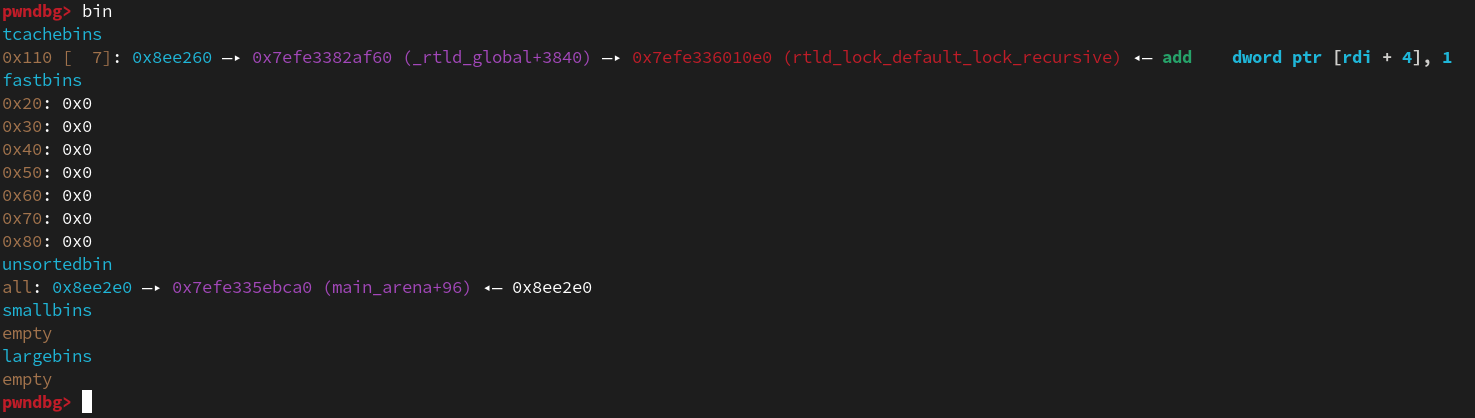 pwndbg> bin
tcachebins
0x110 [  7]: 0x8ee260 —▸ 0x7efe3382af60 (_rtld_global+3840) —▸ 0x7efe336010e0 (rtld_lock_default_lock_recursive) ◂— add    dword ptr [rdi + 4], 1
fastbins
0x20: 0x0
0x30: 0x0
0x40: 0x0
0x50: 0x0
0x60: 0x0
0x70: 0x0
0x80: 0x0
unsortedbin
all: 0x8ee2e0 —▸ 0x7efe335ebca0 (main_arena+96) ◂— 0x8ee2e0
smallbins
empty
largebins
empty
pwndbg>